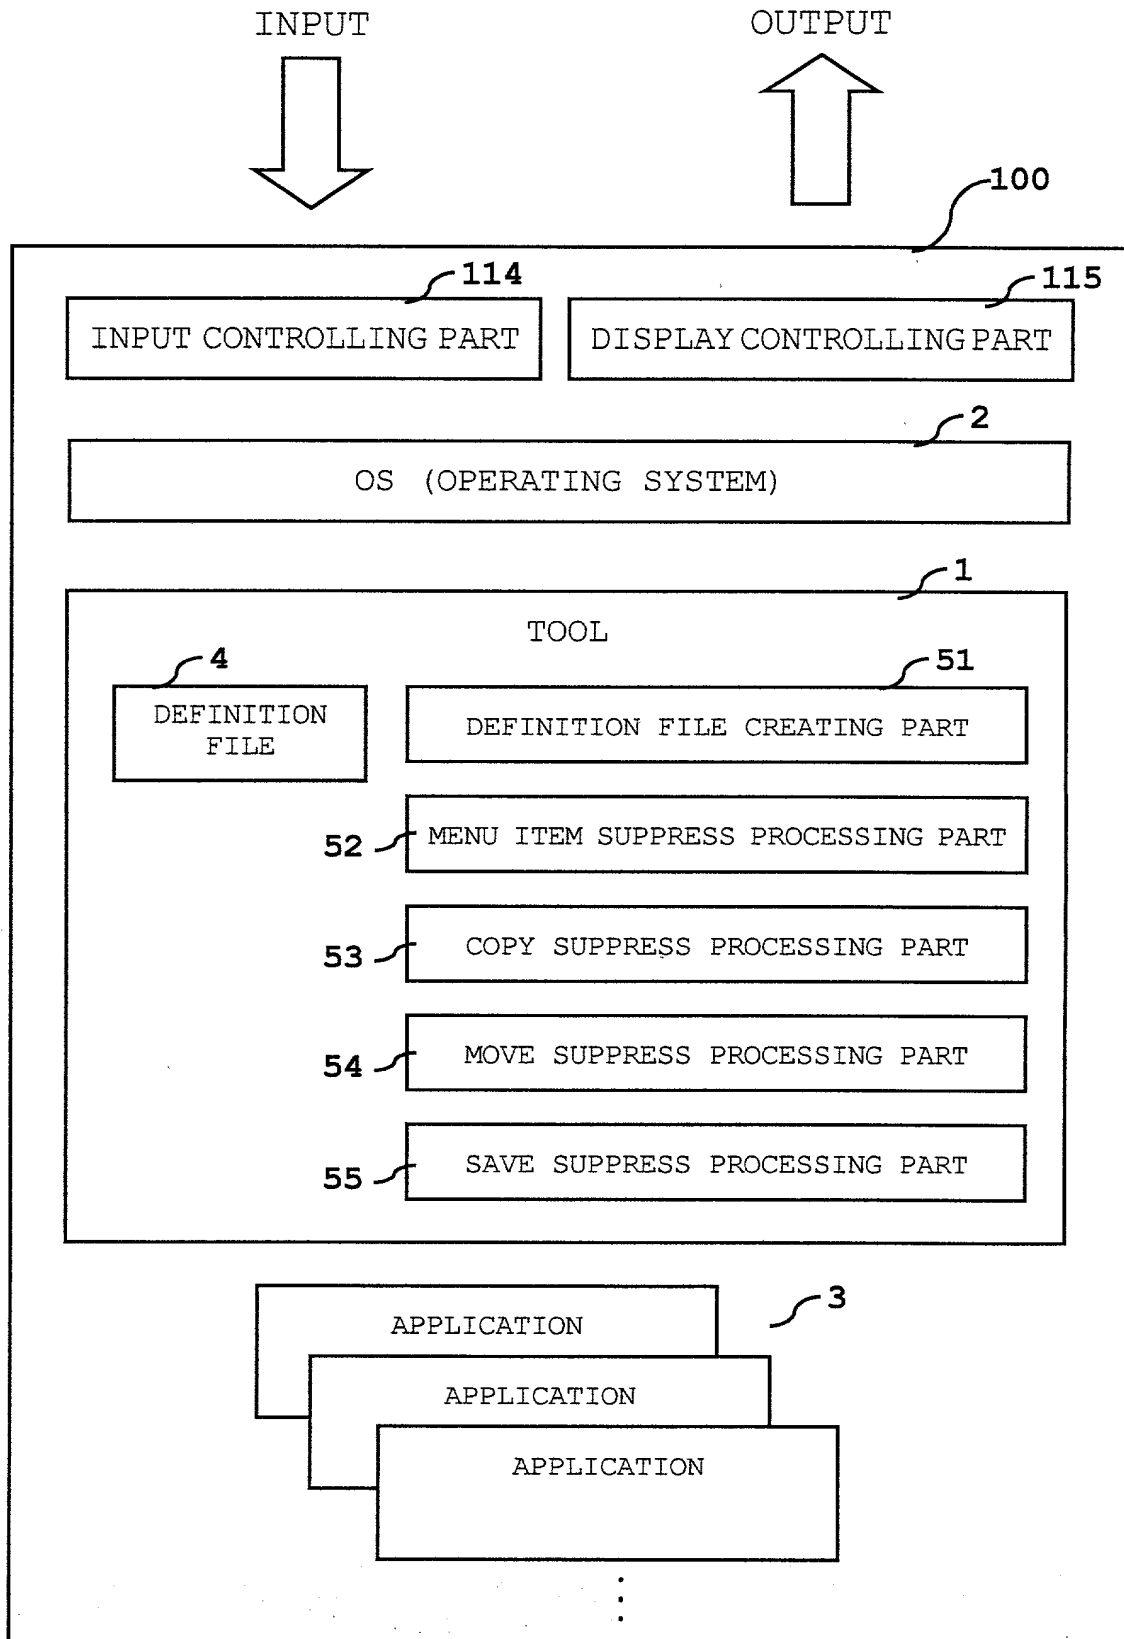 INPUT
OUTPUT
100
114
115
INPUT CONTROLLING PART
DISPLAY CONTROLLING PART
2
OS (OPERATING SYSTEM)
1
TOOL
4
51
DEFINITION
FILE
DEFINITION FILE CREATING PART
52
MENU ITEM SUPPRESS PROCESSING PART
53
COPY SUPPRESS PROCESSING PART
54
MOVE SUPPRESS PROCESSING PART
55
SAVE SUPPRESS PROCESSING PART
3
APPLICATION
APPLICATION
APPLICATION